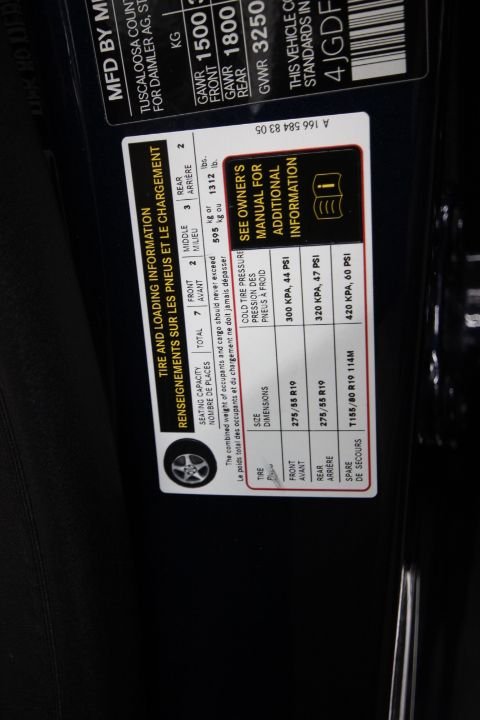 MFD BY
TUSCALOOSA COUNT
FOR DAIMLER AG, ST
KG
GAWR FRONT 1500
GAWR REAR 1800
GVWR 3250
THIS VEHICLE CO
STANDARDS IN
4JGDF
A 166 584 83 05
TIRE AND LOADING INFORMATION
RENSEIGNEMENTS SUR LES PNEUS ET LE CHARGEMENT
SEATING CAPACITY TOTAL 7 FRONT 2 MIDDLE 3 REAR 2
NOMBRE DE PLACES AVANT MILIEU ARRIÈRE
The combined weight of occupants and cargo should never exceed 595 kg or 1312 lbs.
Le poids total des occupants et du chargement ne doit jamais dépasser kg ou lb.
TIRE SIZE COLD TIRE PRESSURE
PNEU DIMENSIONS PRESSION DES
PNEUS À FROID
FRONT 275/55 R19 300 KPA, 44 PSI
AVANT
REAR 275/55 R19 320 KPA, 47 PSI
ARRIÈRE
SPARE T155/80 R19 114M 420 KPA, 60 PSI
DE SECOURS
SEE OWNER'S
MANUAL FOR
ADDITIONAL
INFORMATION